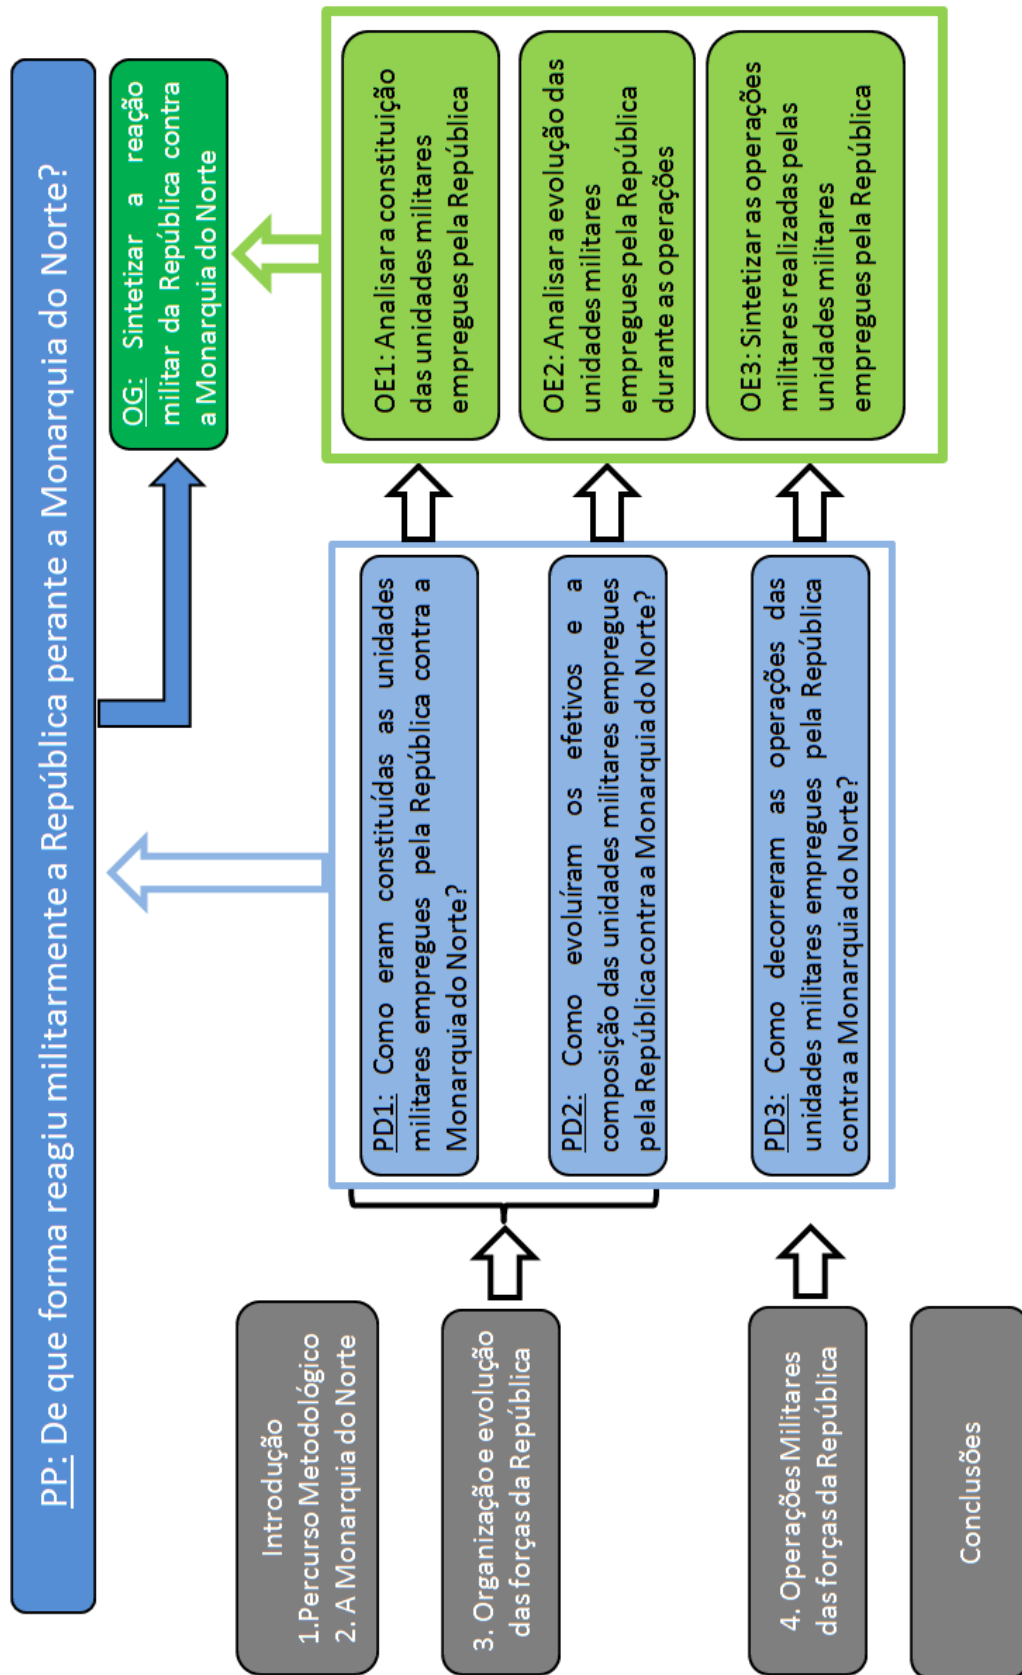 PP: De que forma reagiu militarmente a República perante a Monarquia do Norte?
OG: Sintetizar a reação
militar da República contra
a Monarquia do Norte
Introdução
1.Percurso Metodológico
2. A Monarquia do Norte
3. Organização e evolução
das forças da República
4. Operações Militares
das forças da República
Conclusões
PD1: Como eram constituídas as unidades
militares empregues pela República contra a
Monarquia do Norte?
PD2: Como evoluíram os efetivos e a
composição das unidades militares empregues
pela República contra a Monarquia do Norte?
PD3: Como decorreram as operações das
unidades militares empregues pela República
contra a Monarquia do Norte?
OE1: Analisar a constituição
das unidades militares
empregues pela República
OE2: Analisar a evolução das
unidades militares
empregues pela República
durante as operações
OE3: Sintetizar as operações
militares realizadas pelas
unidades militares
empregues pela República